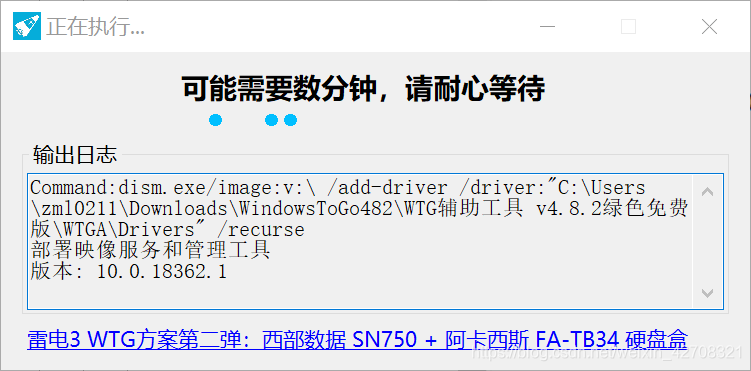 正在执行...
可能需要数分钟，请耐心等待
输出日志
Command:dism.exe/image:v:\ /add-driver /driver:"C:\Users
\zml0211\Downloads\WindowsToGo482\WTG辅助工具 v4.8.2绿色免费
版\WTGA\Drivers" /recurse
部署映像服务和管理工具
版本: 10.0.18362.1
雷电3 WTG方案第二弹：西部数据 SN750 + 阿卡西斯 FA-TB34 硬盘盒
https://blog.csdn.net/weixin_42708321